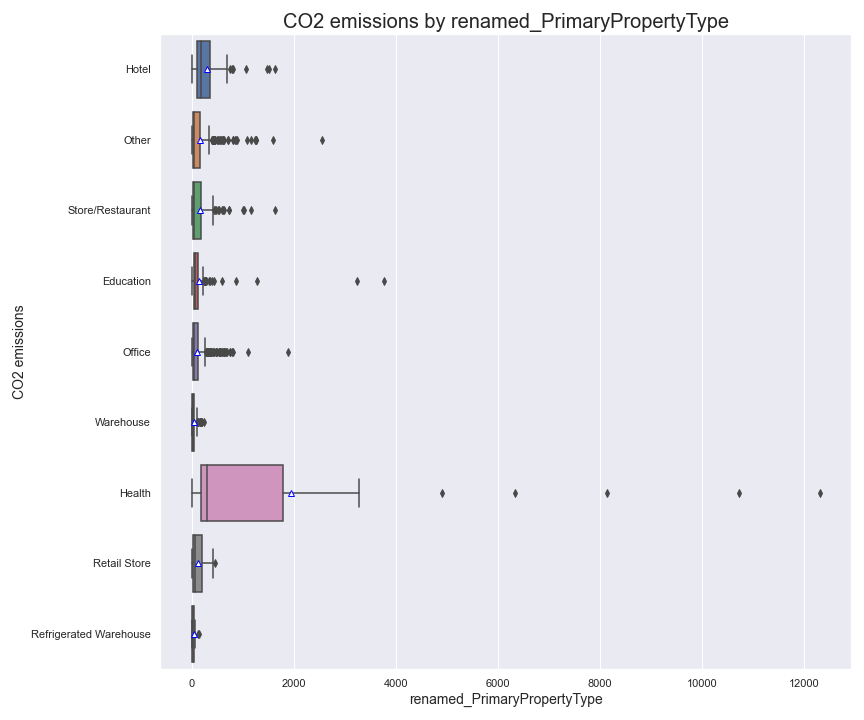 CO2 emissions by renamed_PrimaryPropertyType
CO2 emissions
Hotel
Other
Store/Restaurant
Education
Office
Warehouse
Health
Retail Store
Refrigerated Warehouse
0 2000 4000 6000 8000 10000 12000
renamed_PrimaryPropertyType